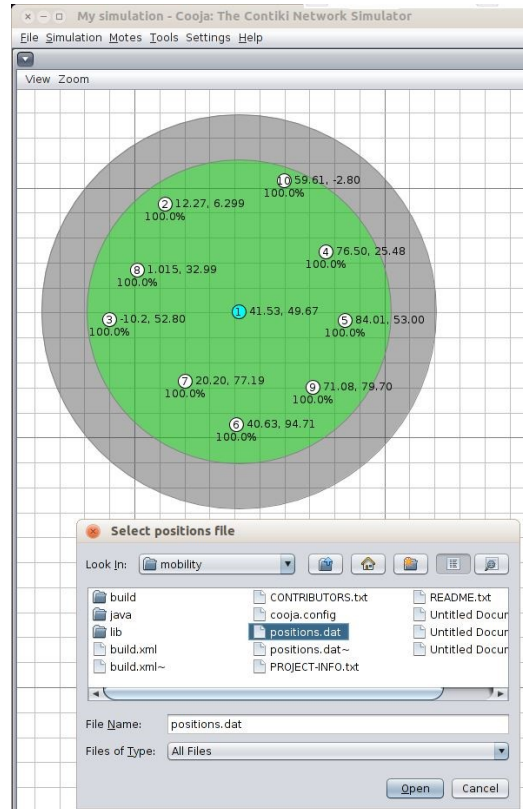 My simulation - Cooja: The Contiki Network Simulator
File Simulation Motes Tools Settings Help
View Zoom
10 59.61, -2.80
100.0%
2 12.27, 6.299
100.0%
4 76.50, 25.48
100.0%
8 1.015, 32.99
100.0%
1 41.53, 49.67
3 -10.2, 52.80
100.0%
5 84.01, 53.00
100.0%
7 20.20, 77.19
100.0%
9 71.08, 79.70
100.0%
6 40.63, 94.71
100.0%
Select positions file
Look In: mobility
build CONTRIBUTORS.txt README.txt
java cooja.config Untitled Docur
lib positions.dat Untitled Docur
build.xml positions.dat~ Untitled Docur
build.xml~ PROJECT-INFO.txt
File Name: positions.dat
Files of Type: All Files
Open Cancel